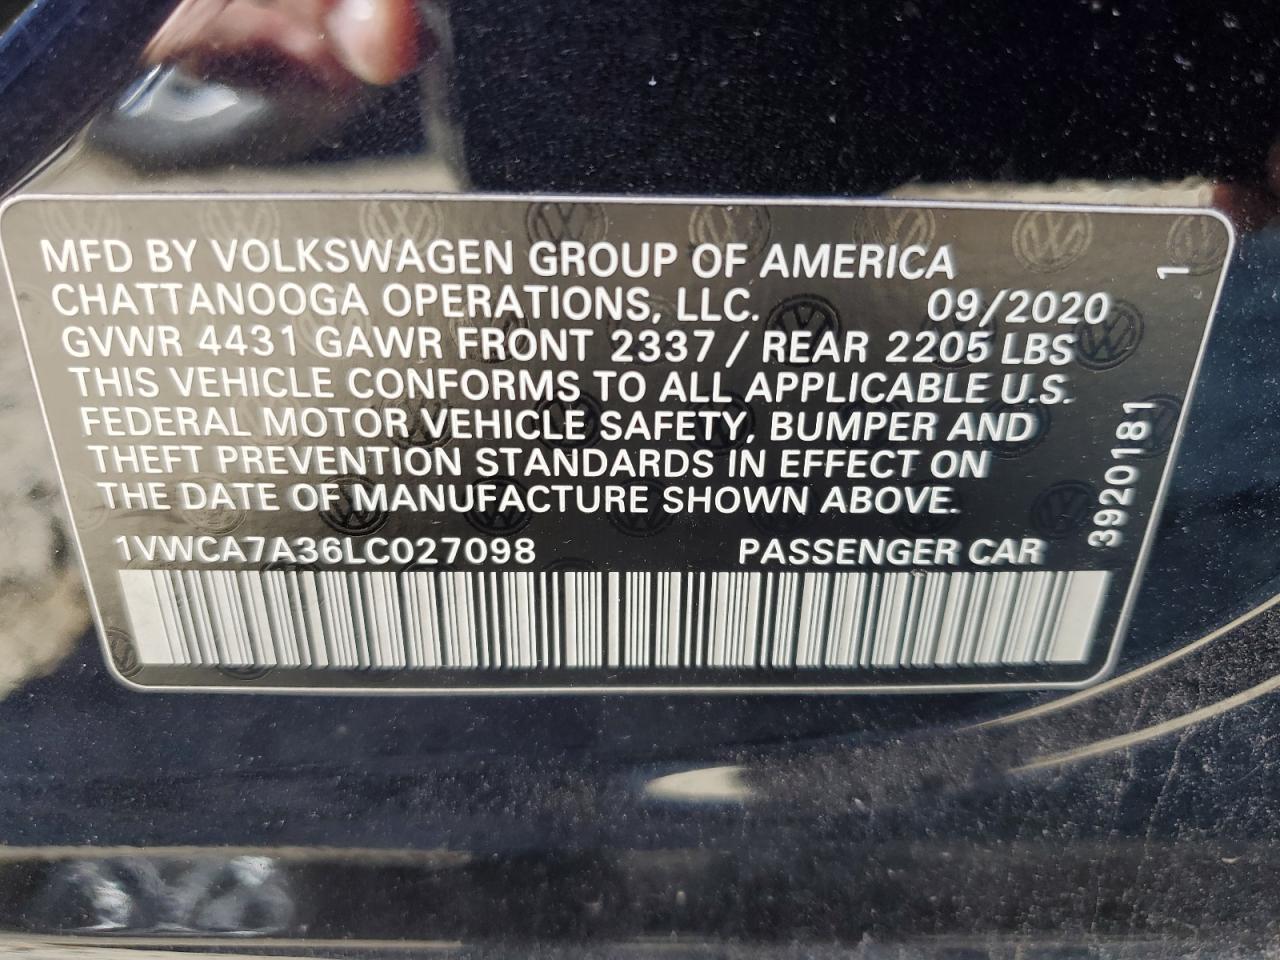 MFD BY VOLKSWAGEN GROUP OF AMERICA
CHATTANOOGA OPERATIONS, LLC. 09/2020
GVWR 4431 GAWR FRONT 2337 / REAR 2205 LBS
THIS VEHICLE CONFORMS TO ALL APPLICABLE U.S.
FEDERAL MOTOR VEHICLE SAFETY, BUMPER AND
THEFT PREVENTION STANDARDS IN EFFECT ON
THE DATE OF MANUFACTURE SHOWN ABOVE.
1VWCA7A36LC027098 PASSENGER CAR
3920181
1